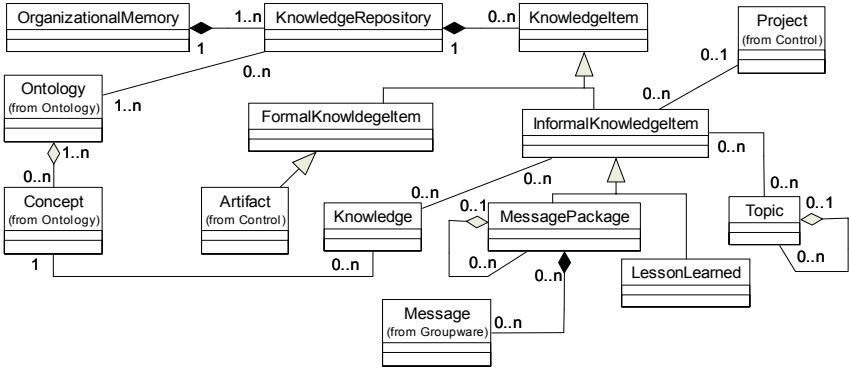 OrganizationalMemory
1..n
1
KnowledgeRepository
0..n
1
KnowledgeItem
Project
(from Control)
0..1
0..n
Ontology
(from Ontology)
1..n
0..n
FormalKnowldegeItem
InformalKnowledgeItem
0..n
1..n
0..n
Concept
(from Ontology)
1
Artifact
(from Control)
Knowledge
0..n
0..n
0..n
MessagePackage
0..1
0..n
0..n
LessonLearned
Topic
0..n
0..1
0..n
Message
(from Groupware)
0..n